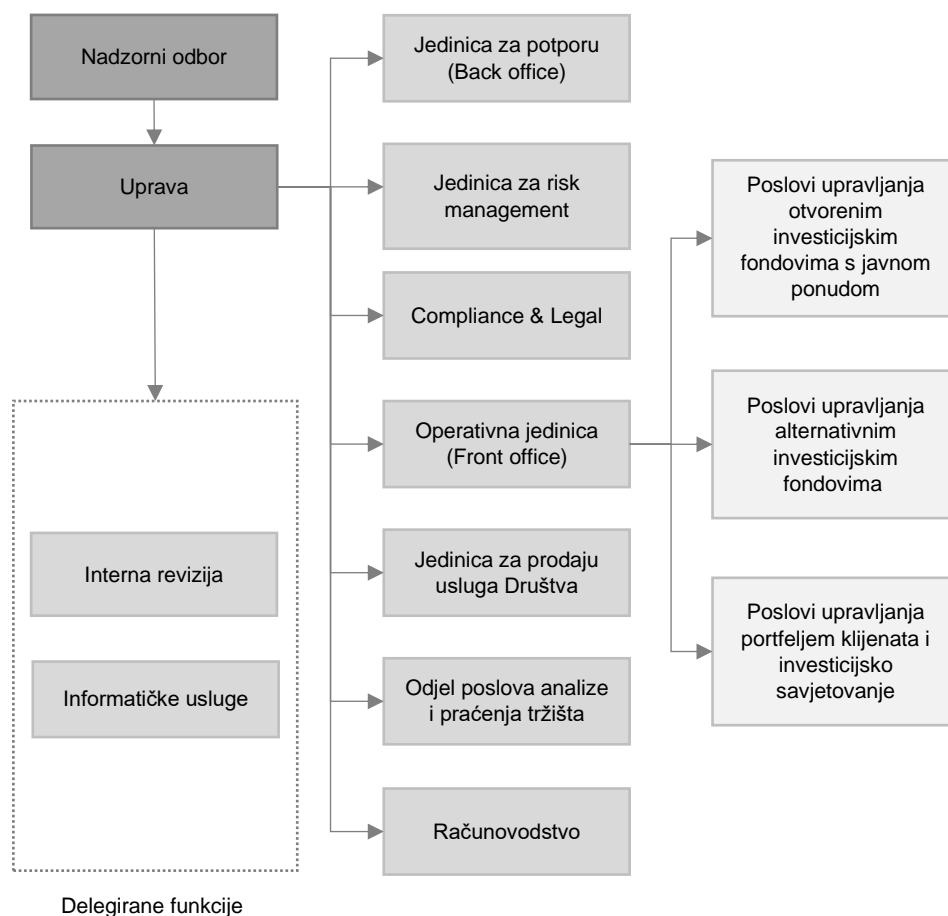 Nadzorni odbor
Uprava
Interna revizija
Informatičke usluge
Delegirane funkcije
Jedinica za potporu
(Back office)
Jedinica za risk
management
Compliance & Legal
Operativna jedinica
(Front office)
Jedinica za prodaju
usluga Društva
Odjel poslova analize
i praćenja tržišta
Računovodstvo
Poslovi upravljanja
otvorenim
investicijskim
fondovima s javnom
ponudom
Poslovi upravljanja
alternativnim
investicijskim
fondovima
Poslovi upravljanja
portfeljem klijenata i
investicijsko
savjetovanje